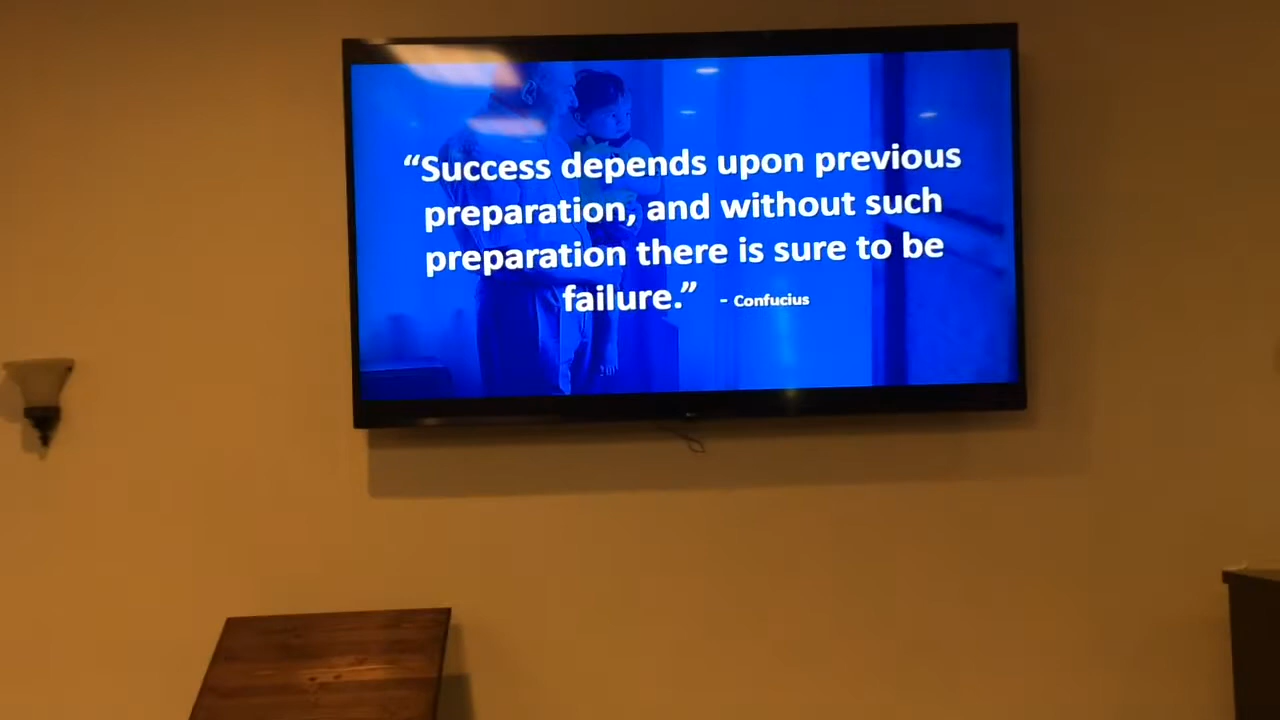 “Success depends upon previous
preparation, and without such
preparation there is sure to be
failure.” - Confucius